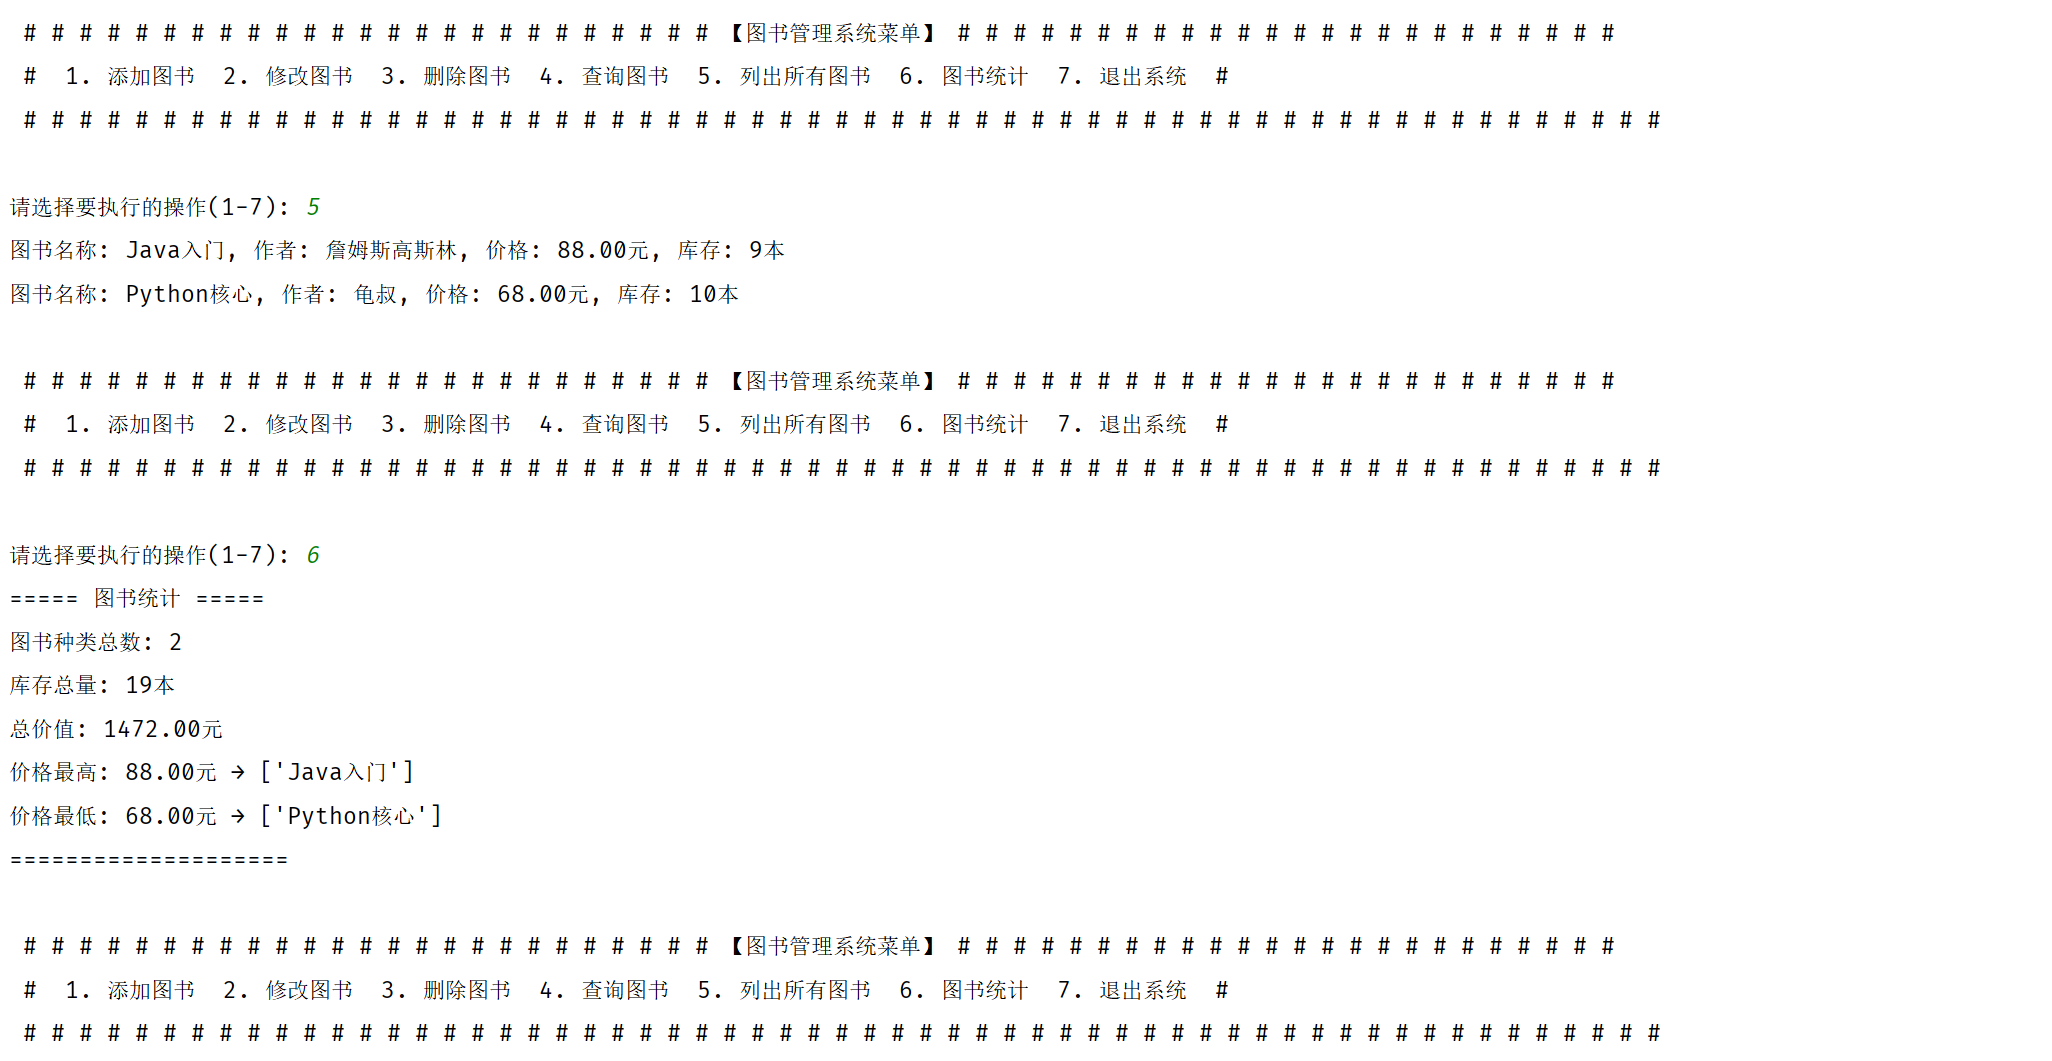 # # # # # # # # # # # # # # # # # # # # # # # # # 【图书管理系统菜单】 # # # # # # # # # # # # # # # # # # # # # # # #
#  1. 添加图书  2. 修改图书  3. 删除图书  4. 查询图书  5. 列出所有图书  6. 图书统计  7. 退出系统  #
# # # # # # # # # # # # # # # # # # # # # # # # # # # # # # # # # # # # # # # # # # # # # # # # # # # # # # # # # # #
请选择要执行的操作(1-7): 5
图书名称: Java入门, 作者: 詹姆斯高斯林, 价格: 88.00元, 库存: 9本
图书名称: Python核心, 作者: 龟叔, 价格: 68.00元, 库存: 10本
# # # # # # # # # # # # # # # # # # # # # # # # # 【图书管理系统菜单】 # # # # # # # # # # # # # # # # # # # # # # # #
#  1. 添加图书  2. 修改图书  3. 删除图书  4. 查询图书  5. 列出所有图书  6. 图书统计  7. 退出系统  #
# # # # # # # # # # # # # # # # # # # # # # # # # # # # # # # # # # # # # # # # # # # # # # # # # # # # # # # # # # #
请选择要执行的操作(1-7): 6
===== 图书统计 =====
图书种类总数: 2
库存总量: 19本
总价值: 1472.00元
价格最高: 88.00元 → ['Java入门']
价格最低: 68.00元 → ['Python核心']
====================
# # # # # # # # # # # # # # # # # # # # # # # # # 【图书管理系统菜单】 # # # # # # # # # # # # # # # # # # # # # # # #
#  1. 添加图书  2. 修改图书  3. 删除图书  4. 查询图书  5. 列出所有图书  6. 图书统计  7. 退出系统  #
# # # # # # # # # # # # # # # # # # # # # # # # # # # # # # # # # # # # # # # # # # # # # # # # # # # # # # # # # # #